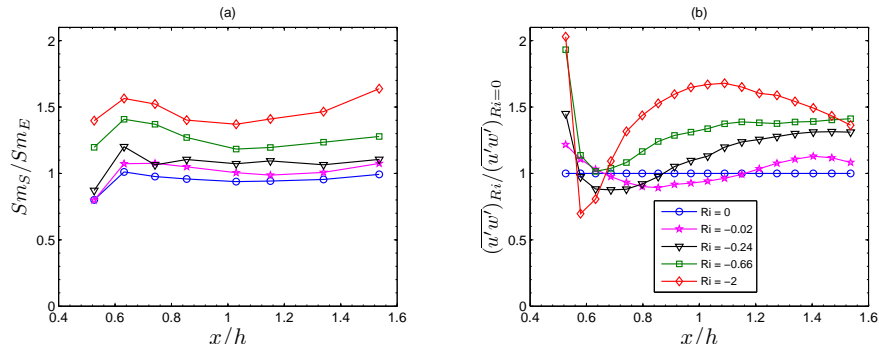 (a)
2
1.5
1
0.5
0
0.4 0.6 0.8 1 1.2 1.4 1.6
x/h
Sm_S/Sm_E
(b)
2
1.5
1
0.5
0
0.4 0.6 0.8 1 1.2 1.4 1.6
x/h
(u'w')_Ri/(u'w')_Ri=0
Ri = 0
Ri = −0.02
Ri = −0.24
Ri = −0.66
Ri = −2